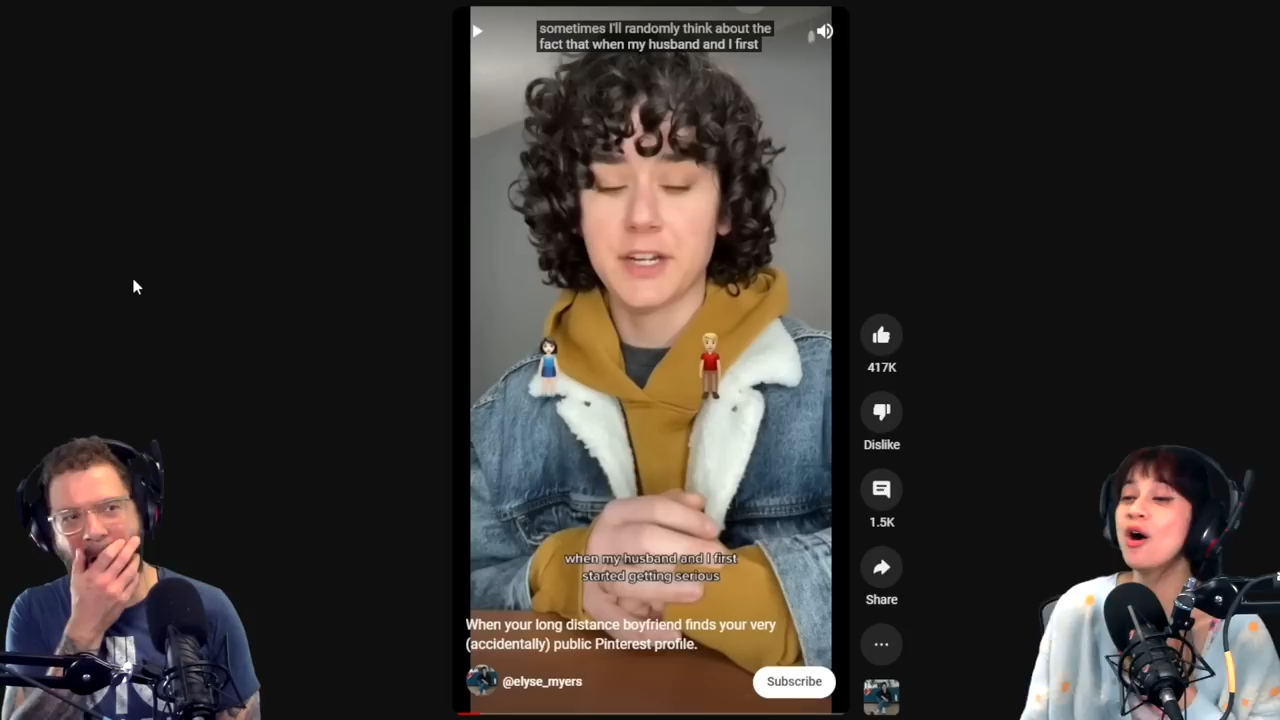 sometimes I'll randomly think about the
fact that when my husband and I first
when my husband and I first
started getting serious
When your long distance boyfriend finds your very
(accidentally) public Pinterest profile.
@elyse_myers
Subscribe
417K
Dislike
1.5K
Share